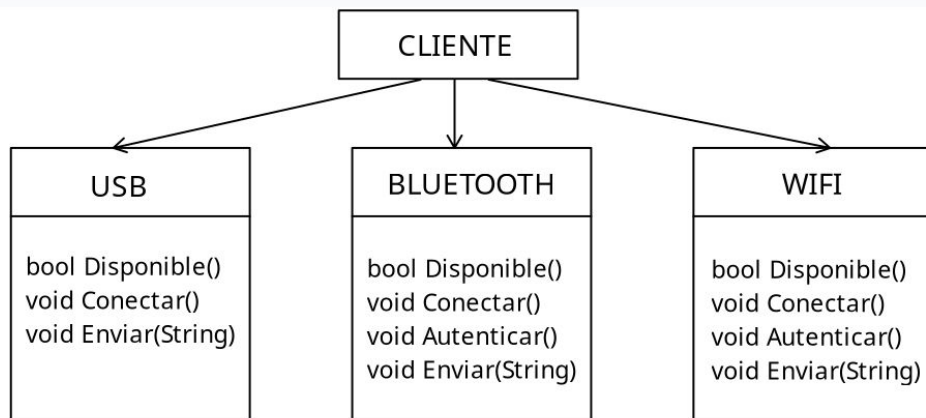 CLIENTE
USB
bool Disponible()
void Conectar()
void Enviar(String)
BLUETOOTH
bool Disponible()
void Conectar()
void Autenticar()
void Enviar(String)
WIFI
bool Disponible()
void Conectar()
void Autenticar()
void Enviar(String)